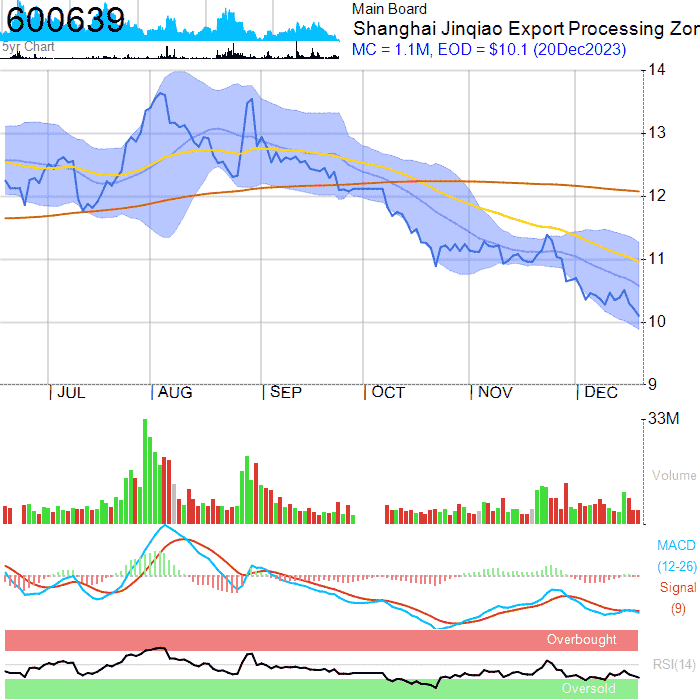 600639
5yr Chart
Main Board
Shanghai Jinqiao Export Processing Zor
MC = 1.1M, EOD = $10.1 (20Dec2023)
14
13
12
11
10
9
JUL
AUG
SEP
OCT
NOV
DEC
33M
Volume
MACD
(12-26)
Signal
(9)
Overbought
RSI(14)
Oversold